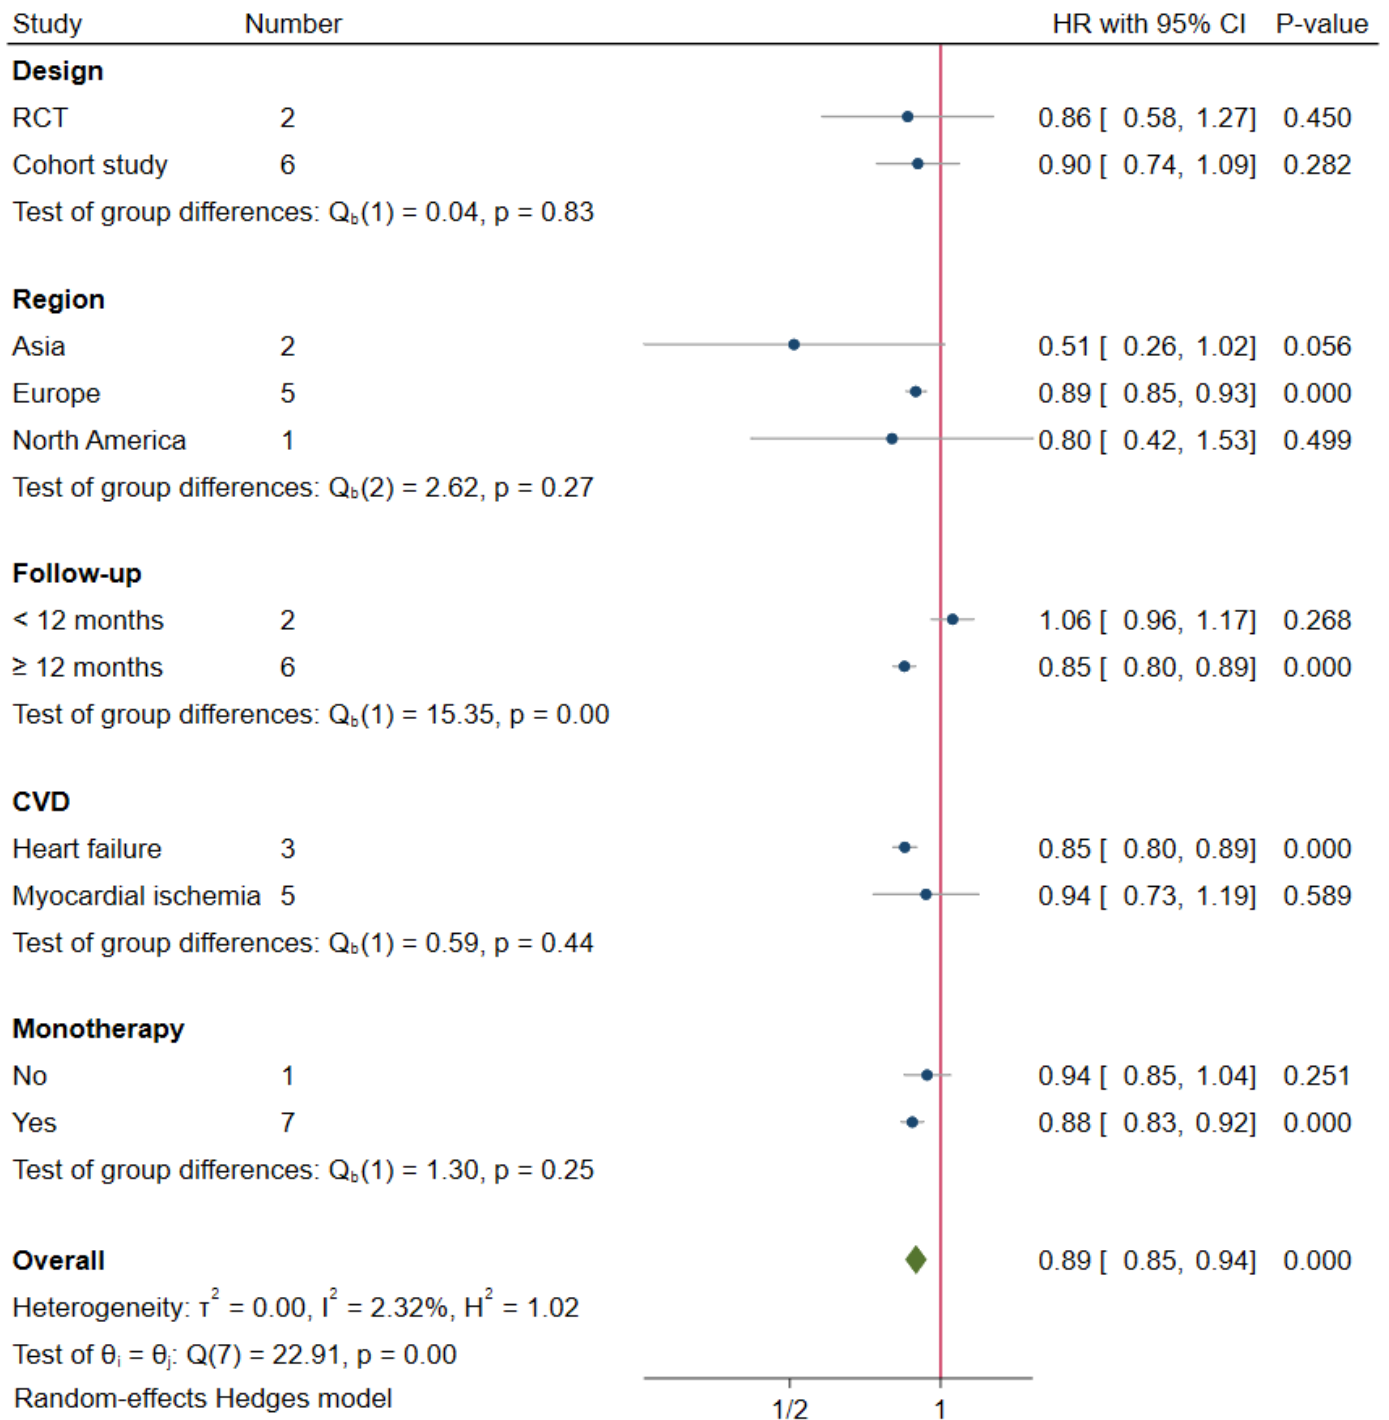 Study Number HR with 95% CI P-value
Design
RCT 2 0.86 [ 0.58, 1.27] 0.450
Cohort study 6 0.90 [ 0.74, 1.09] 0.282
Test of group differences: Q_b(1) = 0.04, p = 0.83
Region
Asia 2 0.51 [ 0.26, 1.02] 0.056
Europe 5 0.89 [ 0.85, 0.93] 0.000
North America 1 0.80 [ 0.42, 1.53] 0.499
Test of group differences: Q_b(2) = 2.62, p = 0.27
Follow-up
< 12 months 2 1.06 [ 0.96, 1.17] 0.268
≥ 12 months 6 0.85 [ 0.80, 0.89] 0.000
Test of group differences: Q_b(1) = 15.35, p = 0.00
CVD
Heart failure 3 0.85 [ 0.80, 0.89] 0.000
Myocardial ischemia 5 0.94 [ 0.73, 1.19] 0.589
Test of group differences: Q_b(1) = 0.59, p = 0.44
Monotherapy
No 1 0.94 [ 0.85, 1.04] 0.251
Yes 7 0.88 [ 0.83, 0.92] 0.000
Test of group differences: Q_b(1) = 1.30, p = 0.25
Overall 0.89 [ 0.85, 0.94] 0.000
Heterogeneity: τ² = 0.00, I² = 2.32%, H² = 1.02
Test of θᵢ = θⱼ: Q(7) = 22.91, p = 0.00
Random-effects Hedges model
1/2 1